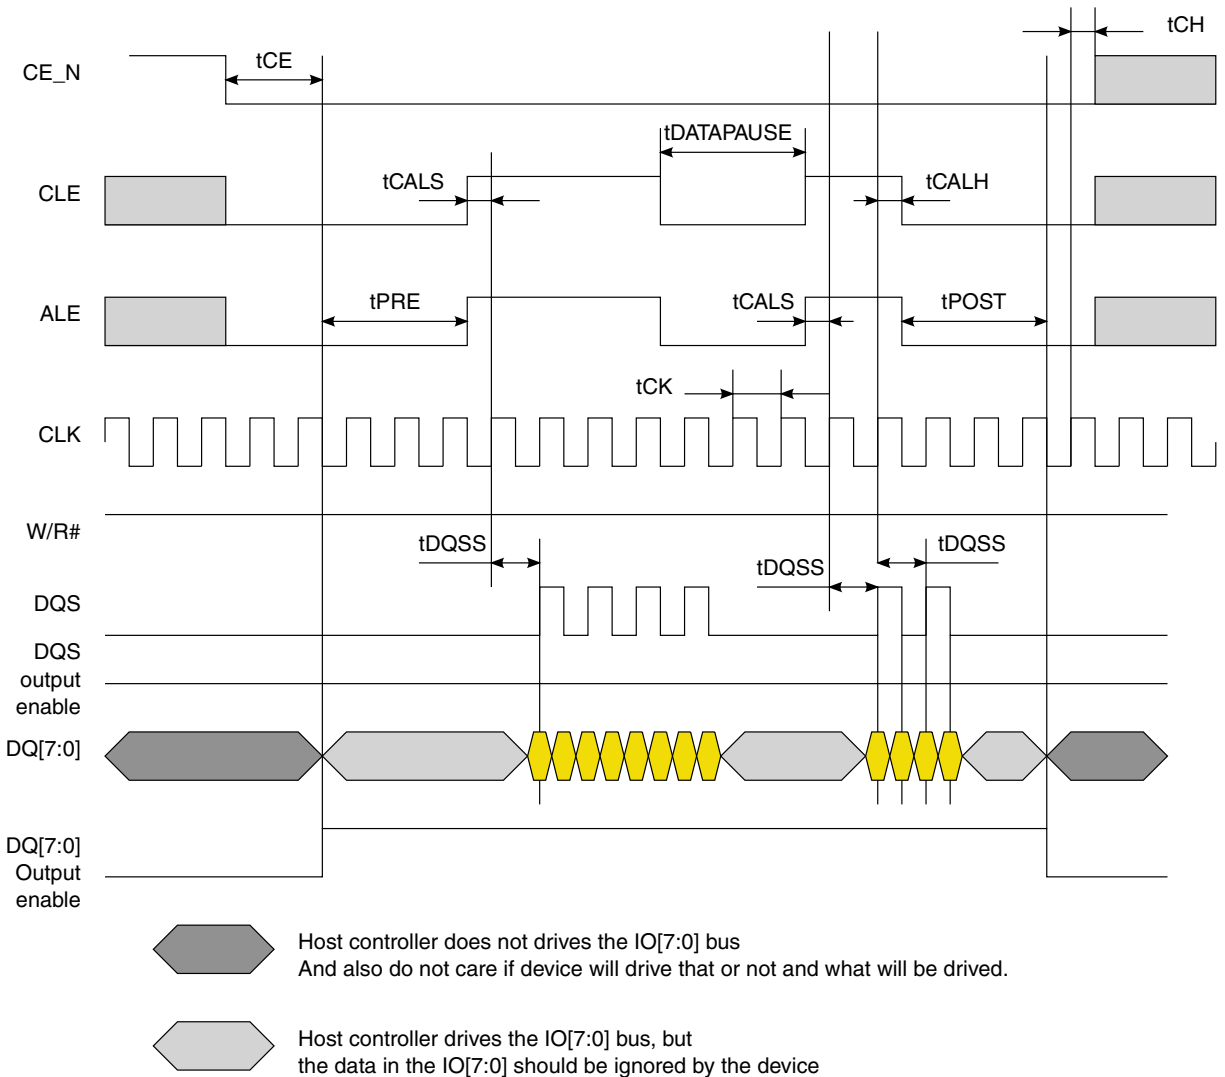 tCH
CE_N
tCE
tDATAPAUSE
CLE
tCALS
tCALH
ALE
tPRE
tCALS
tPOST
tCK
CLK
W/R#
tDQSS
tDQSS
tDQSS
DQS
DQS
output
enable
DQ[7:0]
DQ[7:0]
Output
enable
Host controller does not drives the IO[7:0] bus
And also do not care if device will drive that or not and what will be drived.
Host controller drives the IO[7:0] bus, but
the data in the IO[7:0] should be ignored by the device